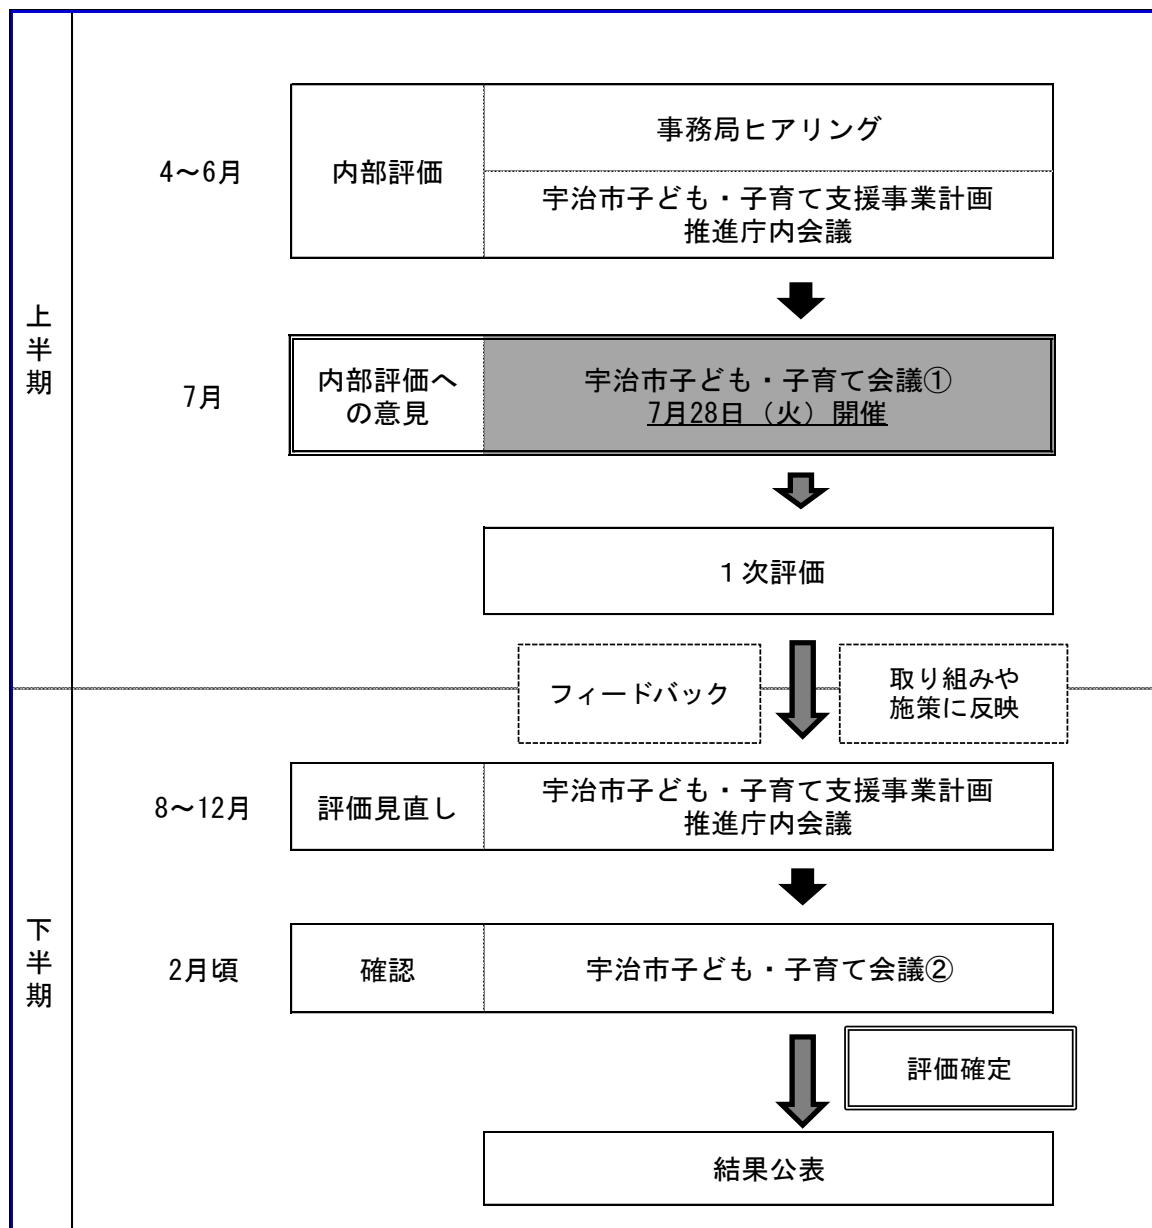 上半期
4～6月
内部評価
事務局ヒアリング
宇治市子ども・子育て支援事業計画
推進庁内会議
7月
内部評価へ
の意見
宇治市子ども・子育て会議①
7月28日（火）開催
１次評価
フィードバック
取り組みや
施策に反映
下半期
8～12月
評価見直し
宇治市子ども・子育て支援事業計画
推進庁内会議
2月頃
確認
宇治市子ども・子育て会議②
評価確定
結果公表